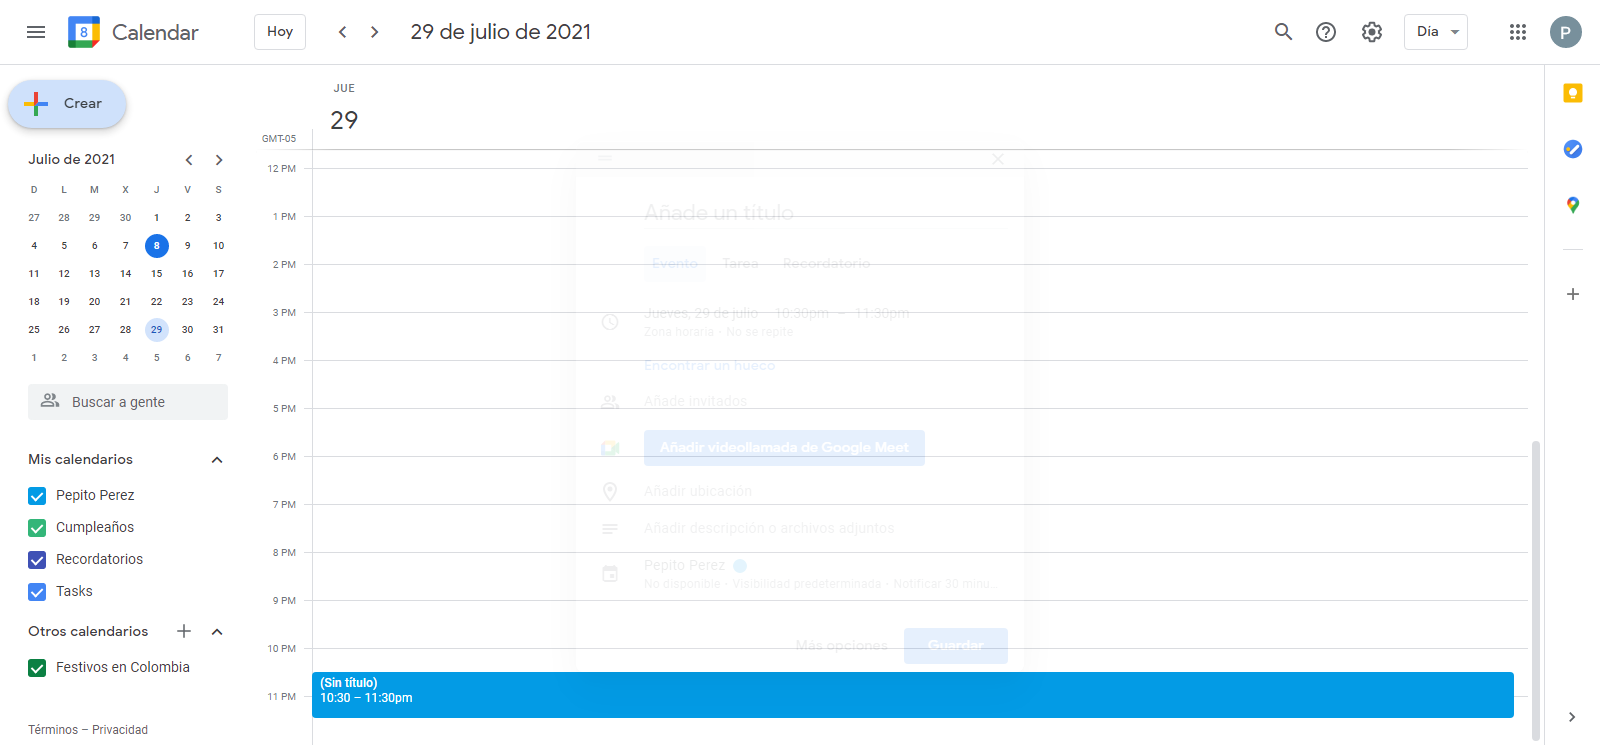 8 Calendar Hoy 29 de julio de 2021 Día P
Crear
Julio de 2021
D L M X J V S
27 28 29 30 1 2 3
4 5 6 7 8 9 10
11 12 13 14 15 16 17
18 19 20 21 22 23 24
25 26 27 28 29 30 31
1 2 3 4 5 6 7
Buscar a gente
Mis calendarios
Pepito Perez
Cumpleaños
Recordatorios
Tasks
Otros calendarios
Festivos en Colombia
Términos – Privacidad
JUE
29
GMT-05
12 PM
1 PM
2 PM
3 PM
4 PM
5 PM
6 PM
7 PM
8 PM
9 PM
10 PM
11 PM
Añade un título
Evento Tarea Recordatorio
Jueves, 29 de julio 10:30pm – 11:30pm
Zona horaria · No se repite
Encontrar un hueco
Añade invitados
Añadir videollamada de Google Meet
Añadir ubicación
Añadir descripción o archivos adjuntos
Pepito Perez
No disponible · Visibilidad predeterminada · Notificar 30 minu...
Más opciones Guardar
(Sin título)
10:30 – 11:30pm